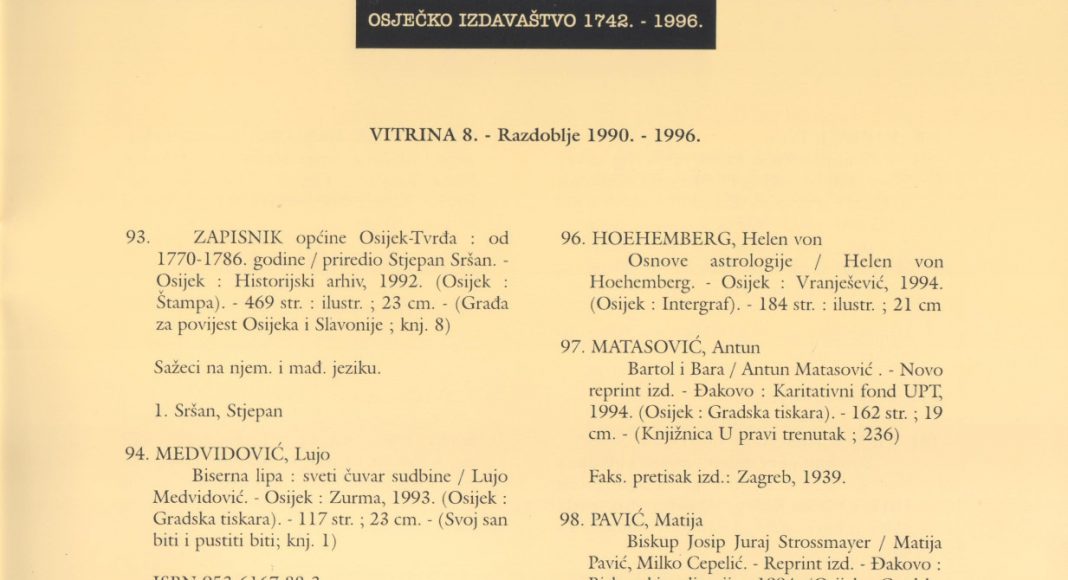 OSJEČKO IZDAVAŠTVO 1742. - 1996.
VITRINA 8. - Razdoblje 1990. - 1996.
93. ZAPISNIK općine Osijek-Tvrđa : od
1770-1786. godine / priredio Stjepan Sršan. -
Osijek : Historijski arhiv, 1992. (Osijek :
Štampa). - 469 str. : ilustr. ; 23 cm. - (Građa
za povijest Osijeka i Slavonije ; knj. 8)
Sažeci na njem. i mađ. jeziku.
1. Sršan, Stjepan
94. MEDVIDOVIĆ, Lujo
Biserna lipa : sveti čuvar sudbine / Lujo
Medvidović. - Osijek : Zurma, 1993. (Osijek :
Gradska tiskara). - 117 str. ; 23 cm. - (Svoj san
biti i pustiti biti; knj. 1)
96. HOEHEMBERG, Helen von
Osnove astrologije / Helen von
Hoehemberg. - Osijek : Vranješević, 1994.
(Osijek : Intergraf). - 184 str. : ilustr. ; 21 cm
97. MATASOVIĆ, Antun
Bartol i Bara / Antun Matasović . - Novo
reprint izd. - Đakovo : Karitativni fond UPT,
1994. (Osijek : Gradska tiskara). - 162 str. ; 19
cm. - (Knjižnica U pravi trenutak ; 236)
Faks. pretisak izd.: Zagreb, 1939.
98. PAVIĆ, Matija
Biskup Josip Juraj Strossmayer / Matija
Pavić, Milko Cepelić. - Reprint izd. - Đakovo :